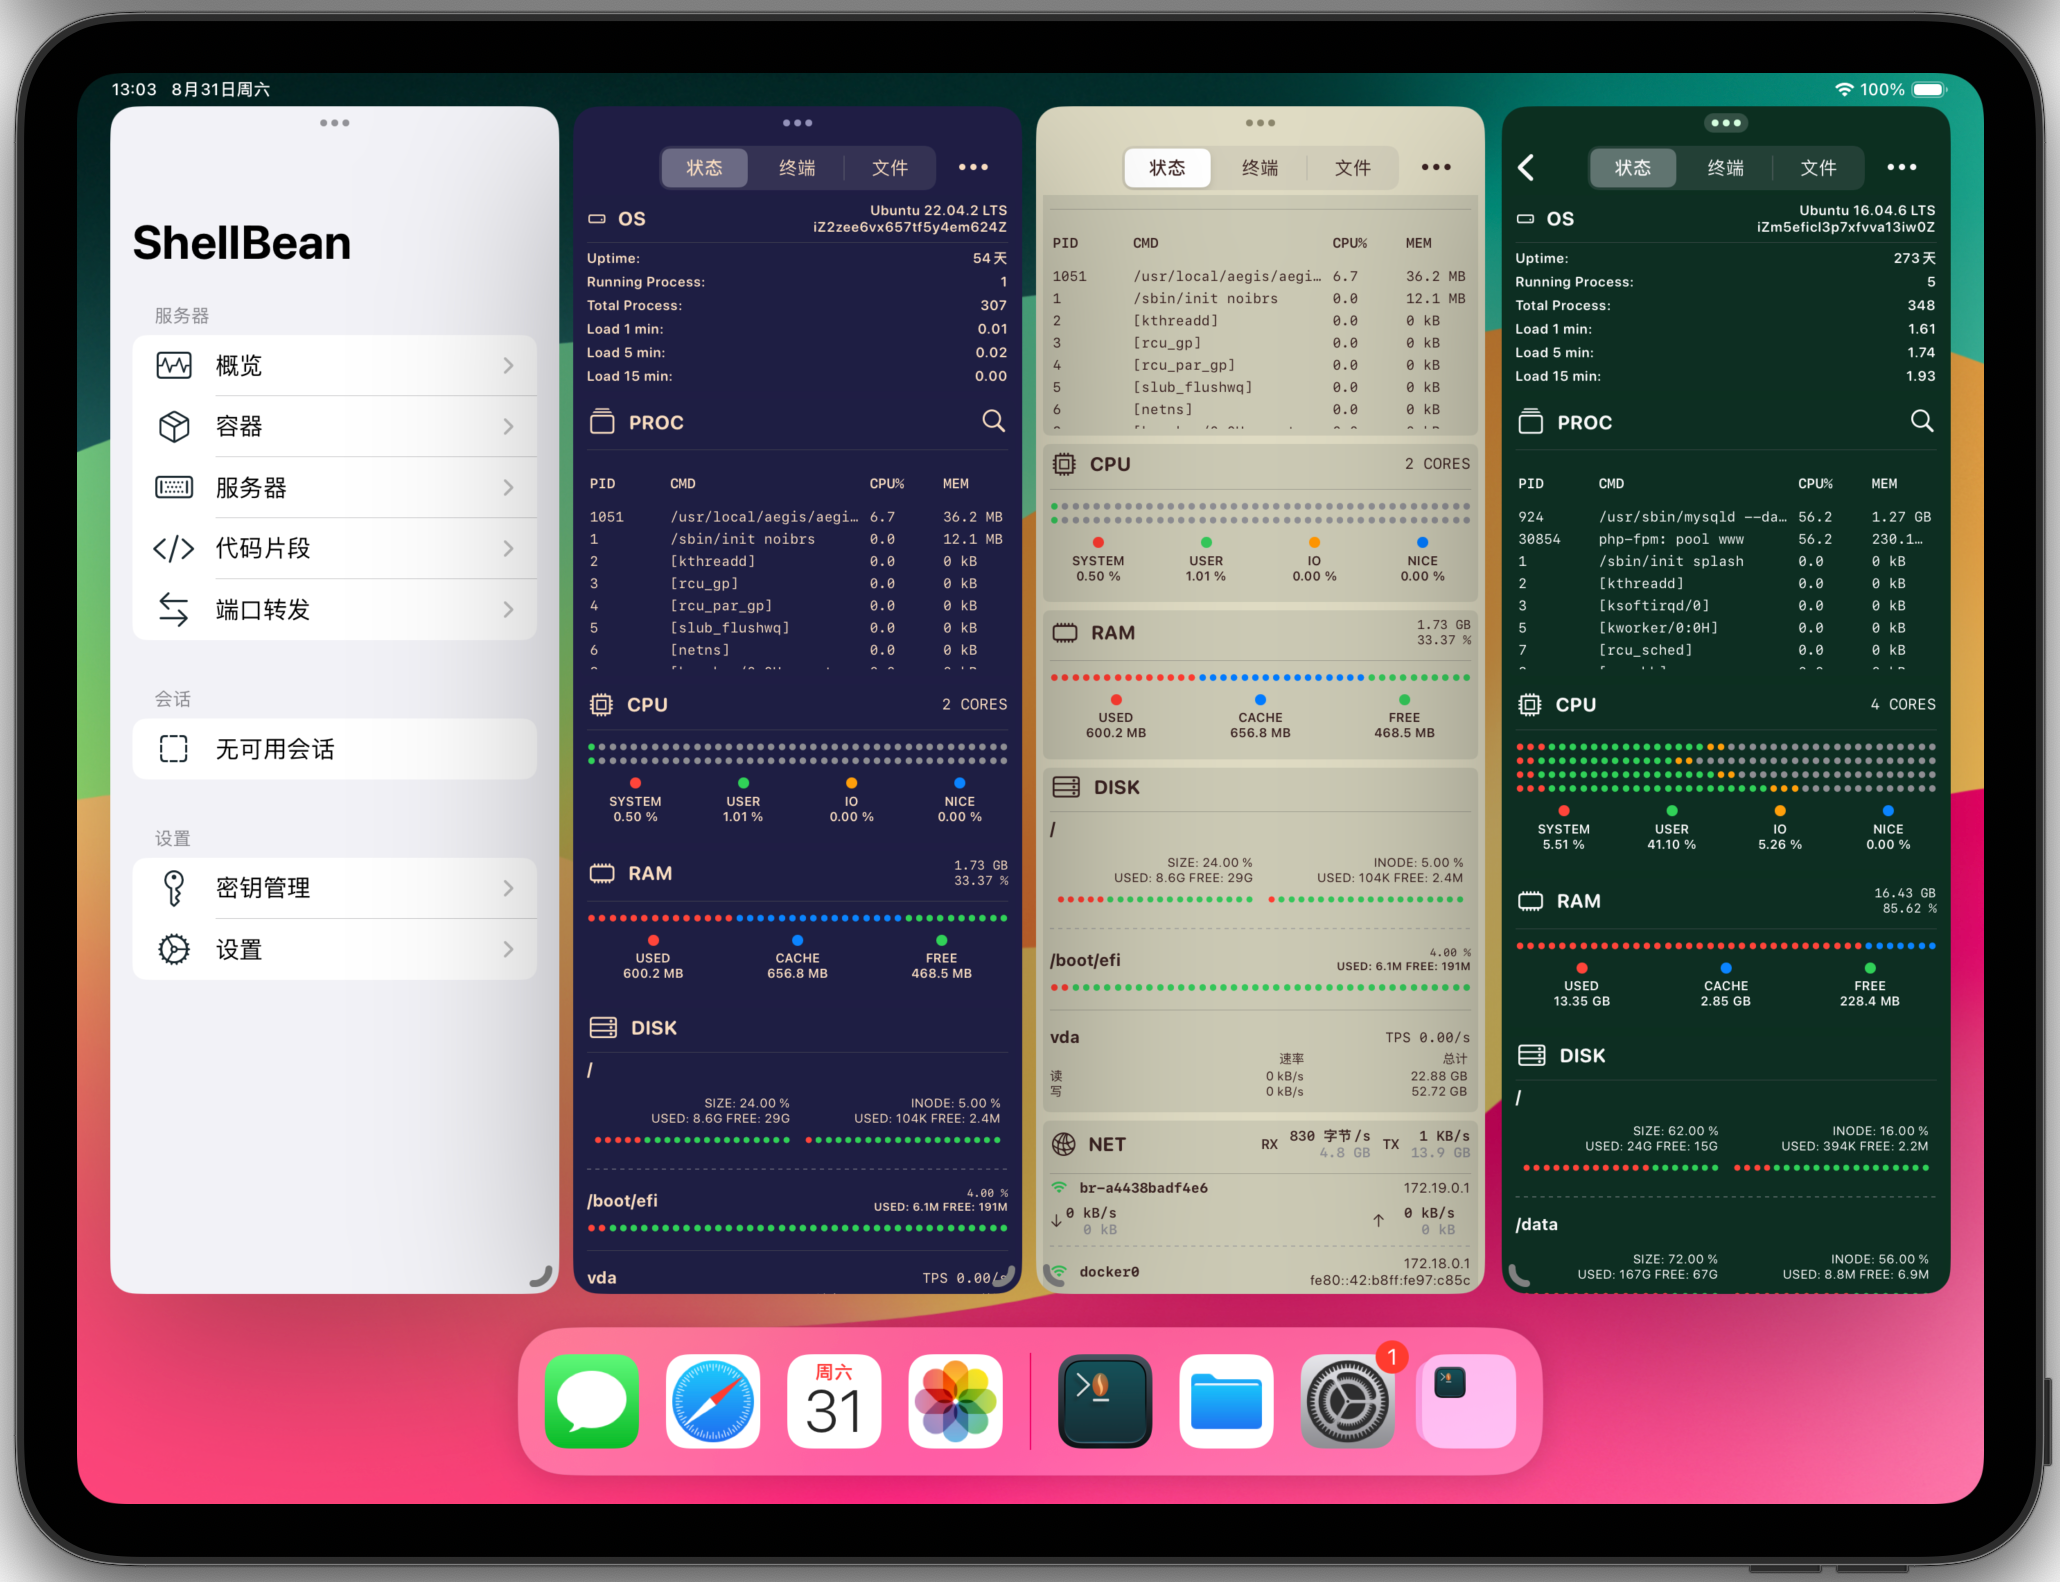 13:03 8月31日周六
100%
ShellBean
服务器
概览
容器
服务器
代码片段
端口转发
会话
无可用会话
设置
密钥管理
设置
状态 终端 文件
OS
Ubuntu 22.04.2 LTS
iZ2zee6vx657tf5y4em624Z
Uptime: 54 天
Running Process: 1
Total Process: 307
Load 1 min: 0.01
Load 5 min: 0.02
Load 15 min: 0.00
PROC
PID CMD CPU% MEM
1051 /usr/local/aegis/aegi… 6.7 36.2 MB
1 /sbin/init noibrs 0.0 12.1 MB
2 [kthreadd] 0.0 0 kB
3 [rcu_gp] 0.0 0 kB
4 [rcu_par_gp] 0.0 0 kB
5 [slub_flushwq] 0.0 0 kB
6 [netns] 0.0 0 kB
CPU 2 CORES
SYSTEM USER IO NICE
0.50 % 1.01 % 0.00 % 0.00 %
RAM
1.73 GB
33.37 %
USED CACHE FREE
600.2 MB 656.8 MB 468.5 MB
DISK
/
SIZE: 24.00 % INODE: 5.00 %
USED: 8.6G FREE: 29G USED: 104K FREE: 2.4M
/boot/efi
4.00 %
USED: 6.1M FREE: 191M
vda TPS 0.00/s
状态 终端 文件
PID CMD CPU% MEM
1051 /usr/local/aegis/aegi… 6.7 36.2 MB
1 /sbin/init noibrs 0.0 12.1 MB
2 [kthreadd] 0.0 0 kB
3 [rcu_gp] 0.0 0 kB
4 [rcu_par_gp] 0.0 0 kB
5 [slub_flushwq] 0.0 0 kB
6 [netns] 0.0 0 kB
CPU 2 CORES
SYSTEM USER IO NICE
0.50 % 1.01 % 0.00 % 0.00 %
RAM
1.73 GB
33.37 %
USED CACHE FREE
600.2 MB 656.8 MB 468.5 MB
DISK
/
SIZE: 24.00 % INODE: 5.00 %
USED: 8.6G FREE: 29G USED: 104K FREE: 2.4M
/boot/efi
4.00 %
USED: 6.1M FREE: 191M
vda TPS 0.00/s
速率 总计
读 0 kB/s 22.88 GB
写 0 kB/s 52.72 GB
NET RX 830 字节/s TX 1 KB/s
4.8 GB 13.9 GB
br-a4438badf4e6 172.19.0.1
0 kB/s 0 kB/s
0 kB 0 kB
docker0
172.18.0.1
fe80::42:b8ff:fe97:c85c
状态 终端 文件
OS
Ubuntu 16.04.6 LTS
iZm5eficl3p7xfvva13iw0Z
Uptime: 273 天
Running Process: 5
Total Process: 348
Load 1 min: 1.61
Load 5 min: 1.74
Load 15 min: 1.93
PROC
PID CMD CPU% MEM
924 /usr/sbin/mysqld --da… 56.2 1.27 GB
30854 php-fpm: pool www 56.2 230.1…
1 /sbin/init splash 0.0 0 kB
2 [kthreadd] 0.0 0 kB
3 [ksoftirqd/0] 0.0 0 kB
5 [kworker/0:0H] 0.0 0 kB
7 [rcu_sched] 0.0 0 kB
CPU 4 CORES
SYSTEM USER IO NICE
5.51 % 41.10 % 5.26 % 0.00 %
RAM
16.43 GB
85.62 %
USED CACHE FREE
13.35 GB 2.85 GB 228.4 MB
DISK
/
SIZE: 62.00 % INODE: 16.00 %
USED: 24G FREE: 15G USED: 394K FREE: 2.2M
/data
SIZE: 72.00 % INODE: 56.00 %
USED: 167G FREE: 67G USED: 8.8M FREE: 6.9M
周六
31
1